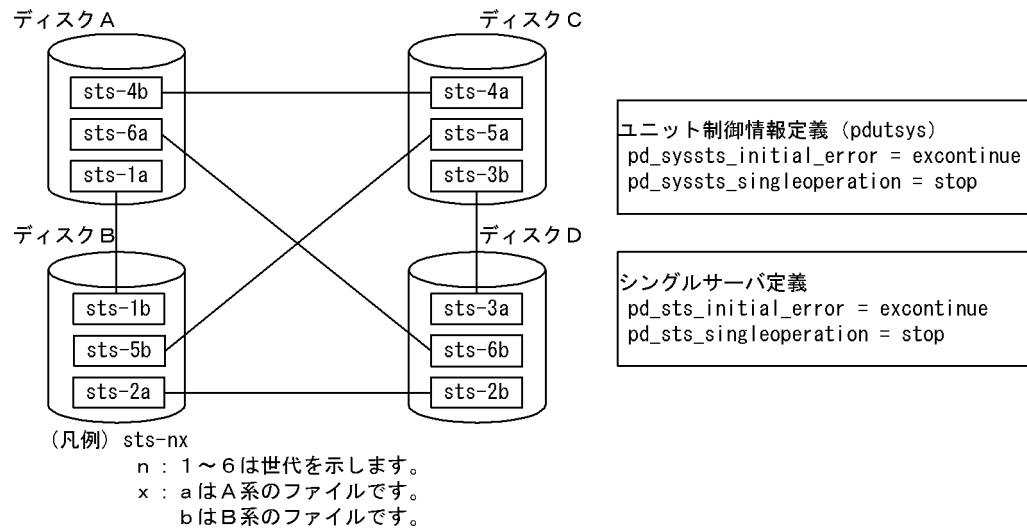 ディスクA
sts-4b
sts-6a
sts-1a
ディスクC
sts-4a
sts-5a
sts-3b
ディスクB
sts-1b
sts-5b
sts-2a
ディスクD
sts-3a
sts-6b
sts-2b
ユニット制御情報定義（pdutsys）
pd_syssts_initial_error = excontinue
pd_syssts_singleoperation = stop
シングルサーバ定義
pd_sts_initial_error = excontinue
pd_sts_singleoperation = stop
（凡例）sts-nx
n：1～6は世代を示します。
x：aはA系のファイルです。
bはB系のファイルです。